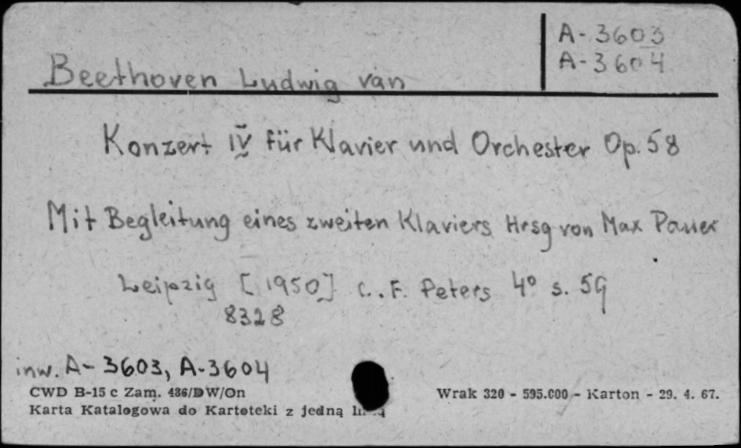 A-3603
A-3604
Beethoven Ludwig van
Konzert IV für Klavier und Orchester Op. 58
Mit Begleitung eines zweiten Klaviers Hrsg von Max Pauer
Leipzig [1950] C.F. Peters 4° s. 59
8328
inw. A-3603, A-3604
CWD B-15 c Zam. 486/DW/On
Wrak 320 - 595.000 - Karton - 29. 4. 67.
Karta Katalogowa do Kartoteki z jedną